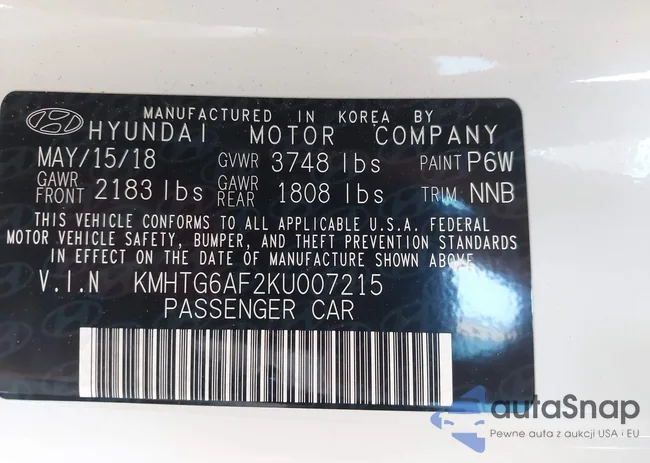 MANUFACTURED IN KOREA BY
HYUNDAI MOTOR COMPANY
MAY/15/18 GVWR 3748 lbs PAINT P6W
GAWR FRONT 2183 lbs GAWR REAR 1808 lbs TRIM NNB
THIS VEHICLE CONFORMS TO ALL APPLICABLE U.S.A. FEDERAL
MOTOR VEHICLE SAFETY, BUMPER, AND THEFT PREVENTION STANDARDS
IN EFFECT ON THE DATE OF MANUFACTURE SHOWN ABOVE.
V.I.N KMHTG6AF2KU007215
PASSENGER CAR
autaSnap
Pewne auta z aukcji USA i EU